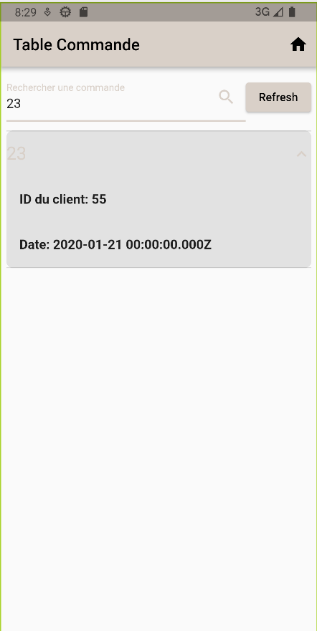 8:29 3G
Table Commande
Rechercher une commande
23
Refresh
23
ID du client: 55
Date: 2020-01-21 00:00:00.000Z